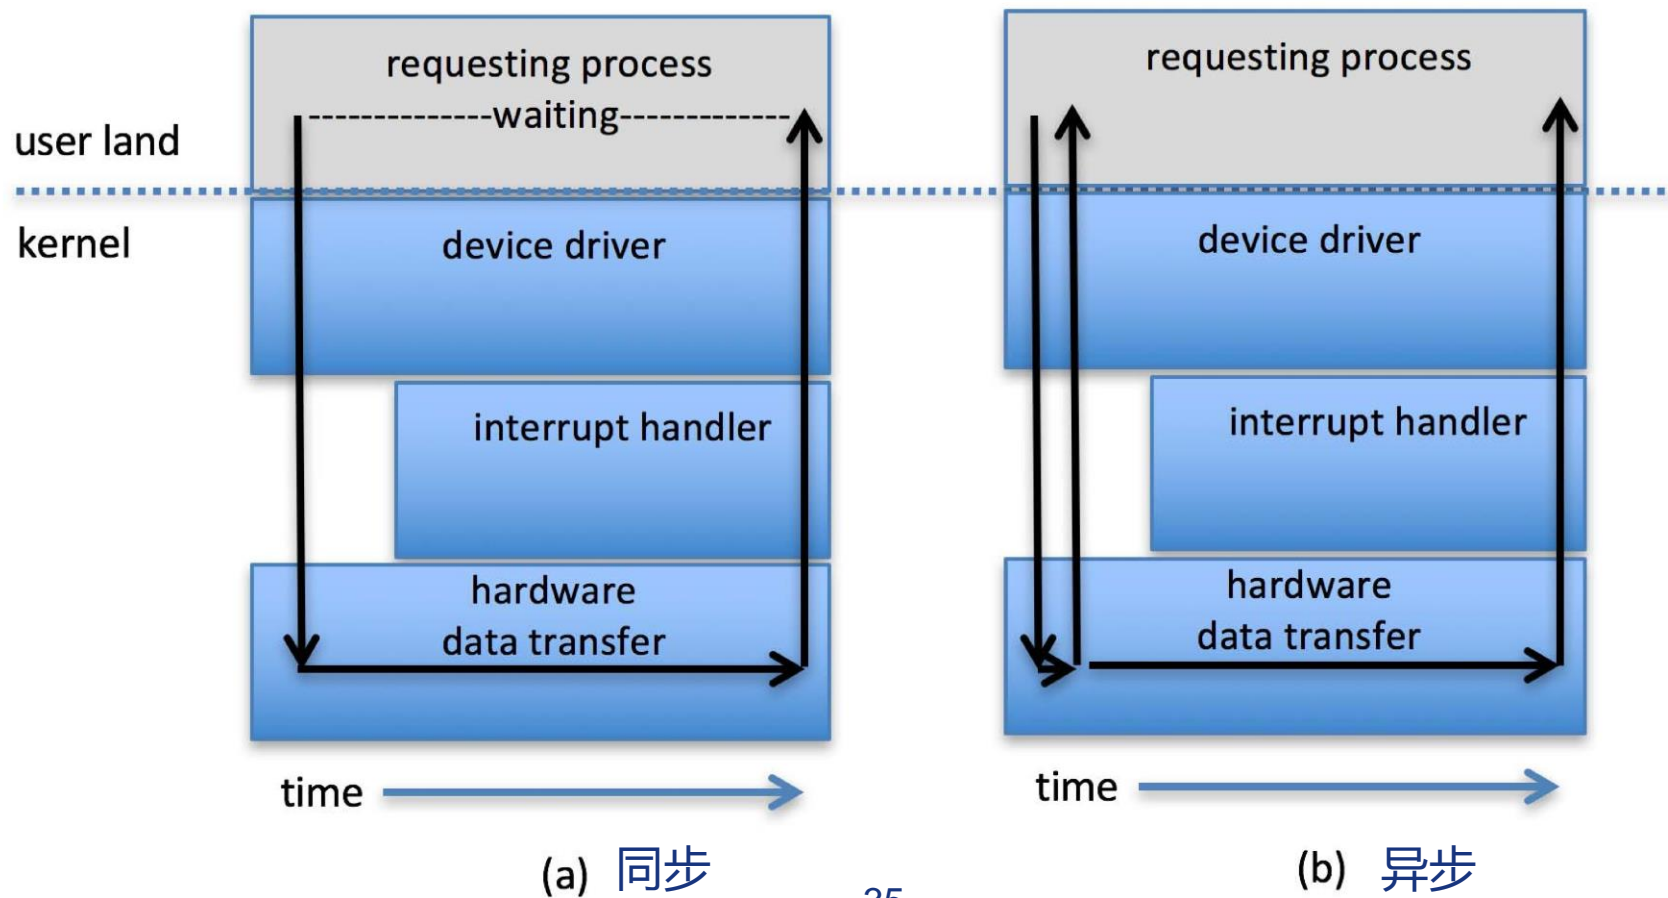 user land
kernel
requesting process
waiting
device driver
interrupt handler
hardware
data transfer
time
(a) 同步
requesting process
device driver
interrupt handler
hardware
data transfer
time
(b) 异步